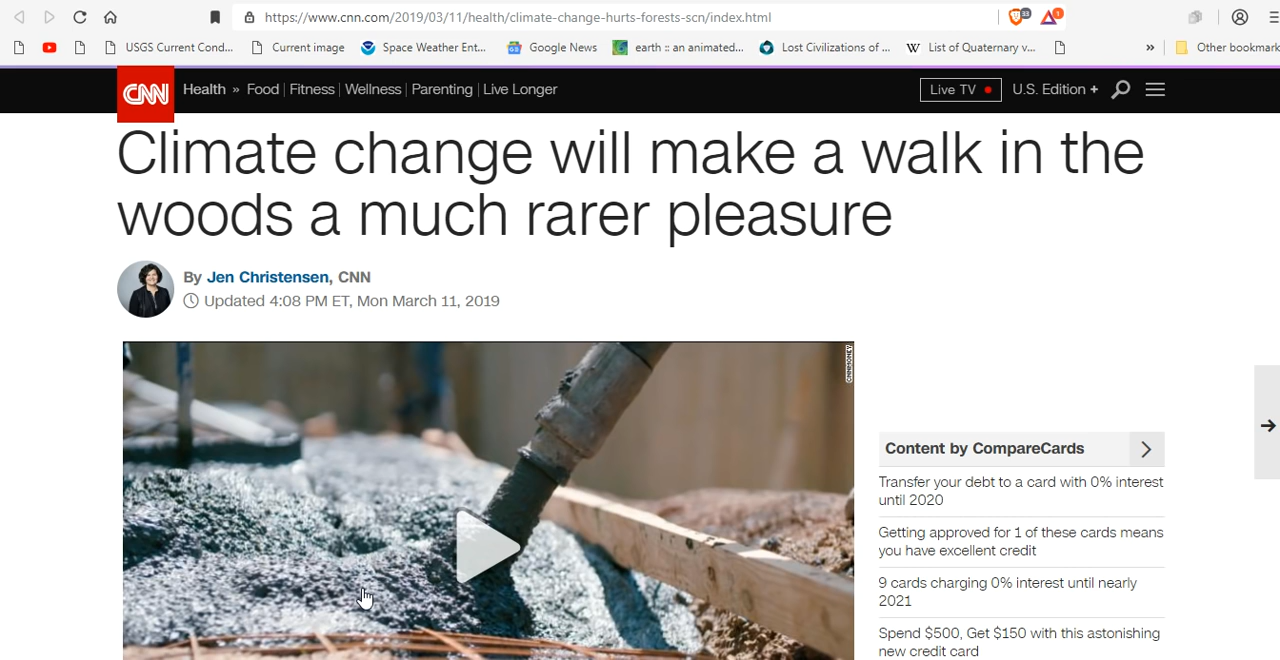 https://www.cnn.com/2019/03/11/health/climate-change-hurts-forests-scn/index.html
33
1
USGS Current Cond...
Current image
Space Weather Ent...
Google News
earth :: an animated...
Lost Civilizations of ...
W
List of Quaternary v...
»
Other bookmark
CNN
Health » Food | Fitness | Wellness | Parenting | Live Longer
Live TV
U.S. Edition +
Climate change will make a walk in the
woods a much rarer pleasure
By Jen Christensen, CNN
Updated 4:08 PM ET, Mon March 11, 2019
CNNMONEY
Content by CompareCards
Transfer your debt to a card with 0% interest
until 2020
Getting approved for 1 of these cards means
you have excellent credit
9 cards charging 0% interest until nearly
2021
Spend $500, Get $150 with this astonishing
new credit card